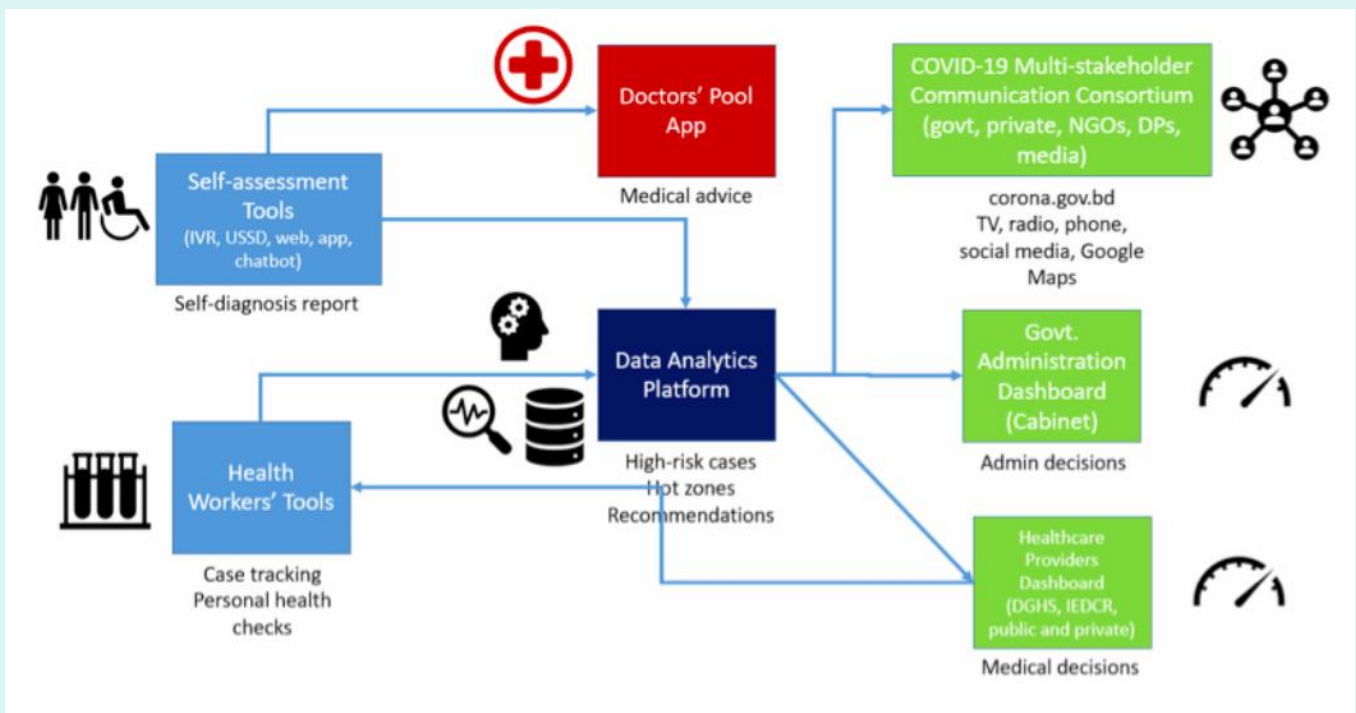 Doctors' Pool
App
Medical advice
COVID-19 Multi-stakeholder
Communication Consortium
(govt, private, NGOs, DPs,
media)
corona.gov.bd
TV, radio, phone,
social media, Google
Maps
Self-assessment
Tools
(IVR, USSD, web, app,
chatbot)
Self-diagnosis report
Data Analytics
Platform
High-risk cases
Hot zones
Recommendations
Govt.
Administration
Dashboard
(Cabinet)
Admin decisions
Health
Workers' Tools
Case tracking
Personal health
checks
Healthcare
Providers
Dashboard
(DGHS, IEDCR,
public and private)
Medical decisions